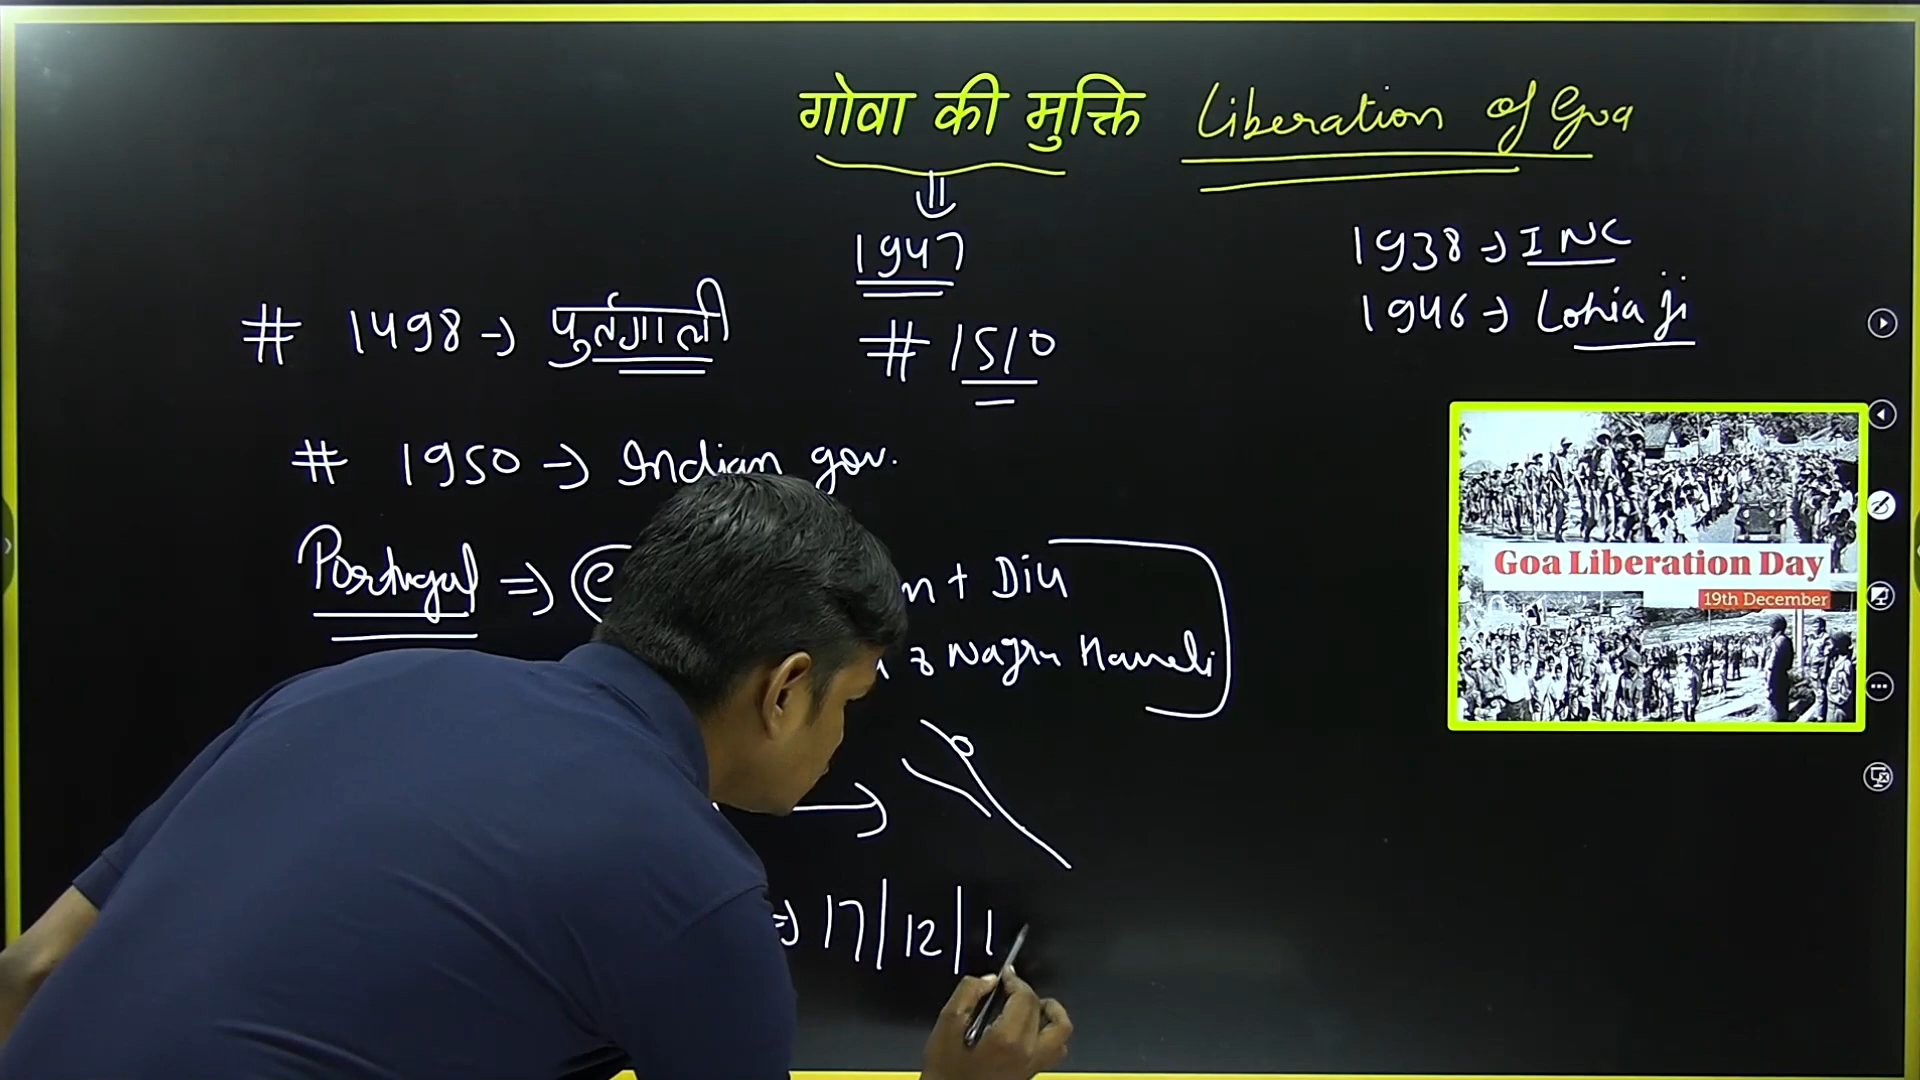 गोवा की मुक्ति Liberation of Goa
1947
1938 → INC
1946 → Lohia ji
# 1498 → पुर्तगाली
# 1510
# 1950 → Indian gov.
Portugal ⇒ + Diu
Nagar Haveli
⇒ 17/12/1
Goa Liberation Day
19th December